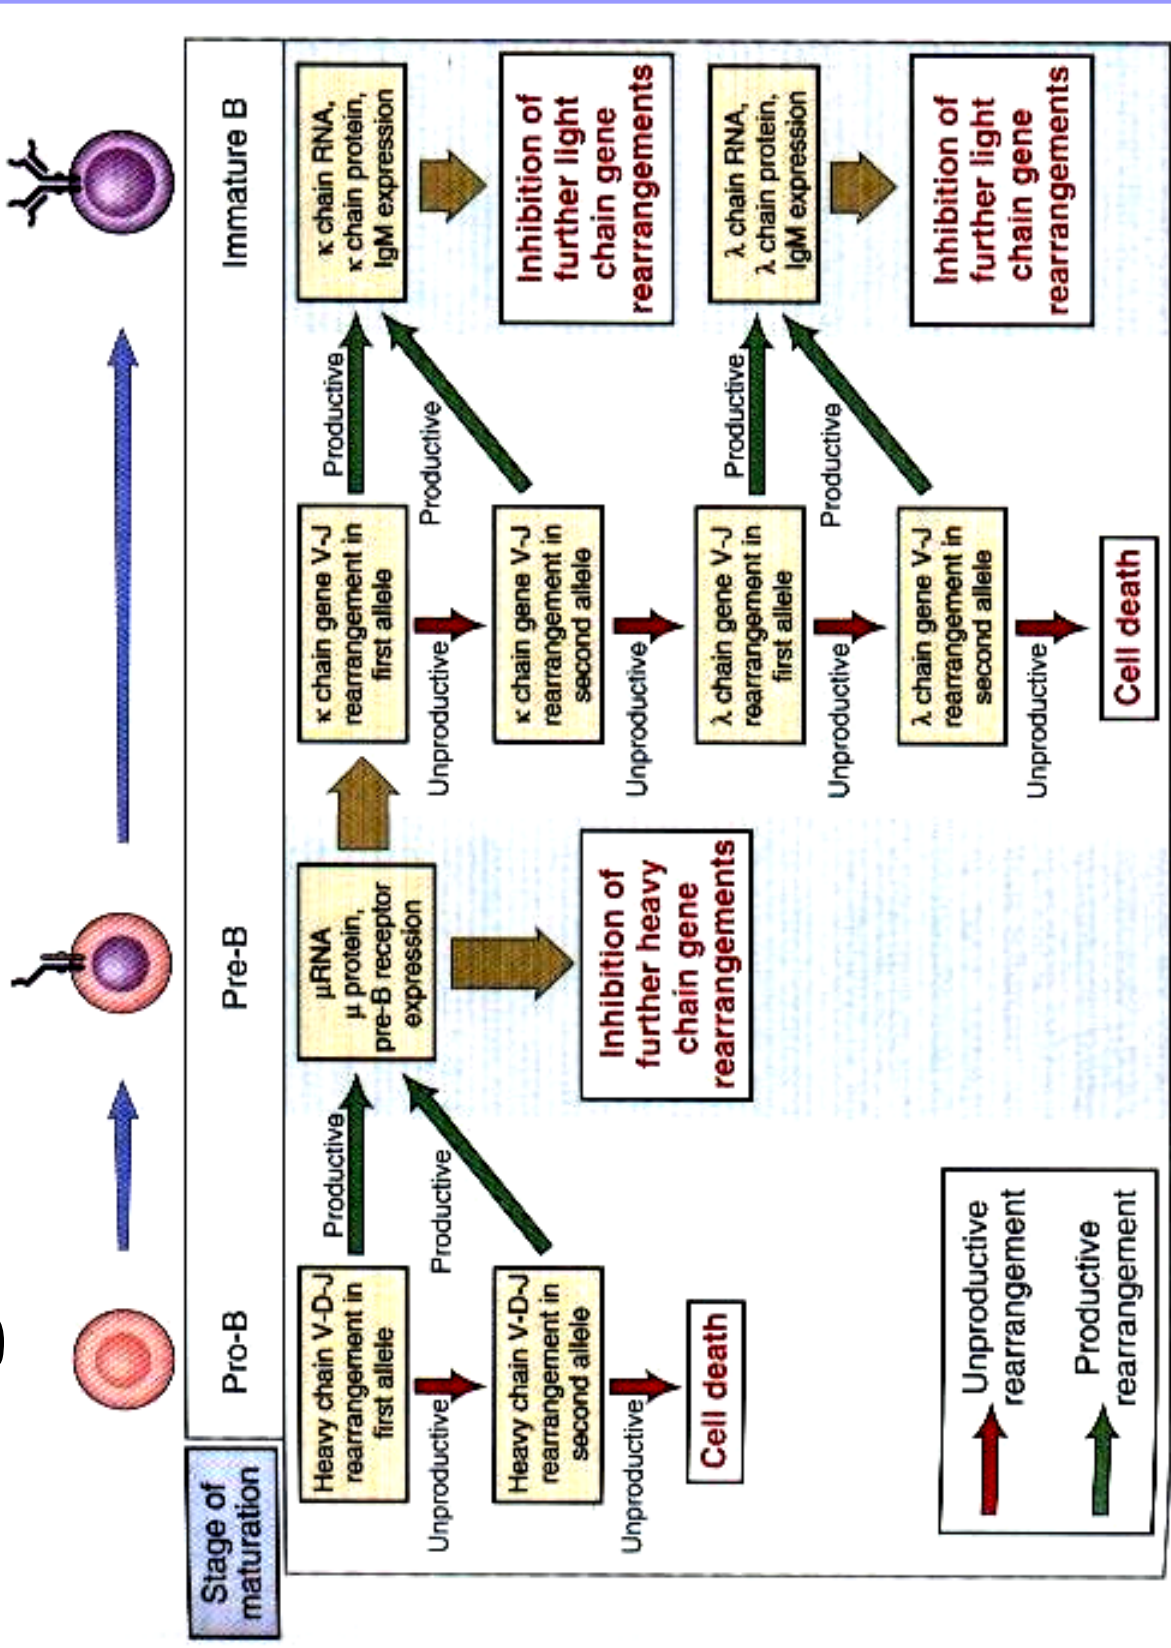 Stage of
maturation
Pro-B
Pre-B
Immature B
Heavy chain V-D-J
rearrangement in
first allele
Productive
μRNA
μ protein,
pre-B receptor
expression
κ chain gene V-J
rearrangement in
first allele
Productive
κ chain RNA,
κ chain protein,
IgM expression
Unproductive
Productive
Unproductive
Productive
Heavy chain V-D-J
rearrangement in
second allele
Inhibition of
further heavy
chain gene
rearrangements
κ chain gene V-J
rearrangement in
second allele
Inhibition of
further light
chain gene
rearrangements
Unproductive
Unproductive
Cell death
λ chain gene V-J
rearrangement in
first allele
Productive
λ chain RNA,
λ chain protein,
IgM expression
Unproductive
Productive
λ chain gene V-J
rearrangement in
second allele
Inhibition of
further light
chain gene
rearrangements
Unproductive
Cell death
Unproductive
rearrangement
Productive
rearrangement